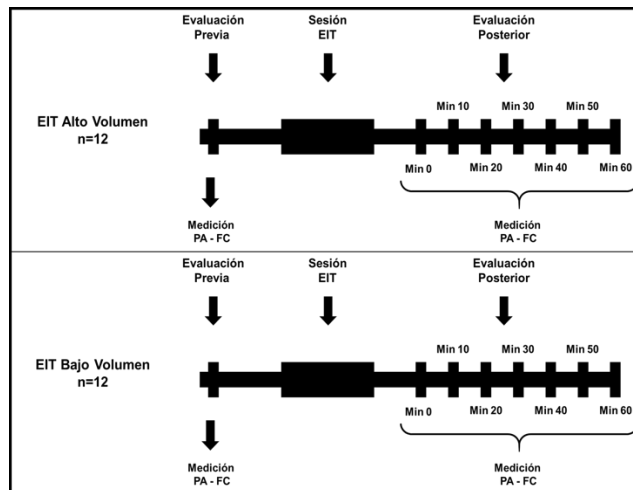 Evaluación
Previa
Sesión
EIT
Evaluación
Posterior
Min 10
Min 30
Min 50
EIT Alto Volumen
n=12
Min 0
Min 20
Min 40
Min 60
Medición
PA - FC
Medición
PA - FC
Evaluación
Previa
Sesión
EIT
Evaluación
Posterior
Min 10
Min 30
Min 50
EIT Bajo Volumen
n=12
Min 0
Min 20
Min 40
Min 60
Medición
PA - FC
Medición
PA - FC